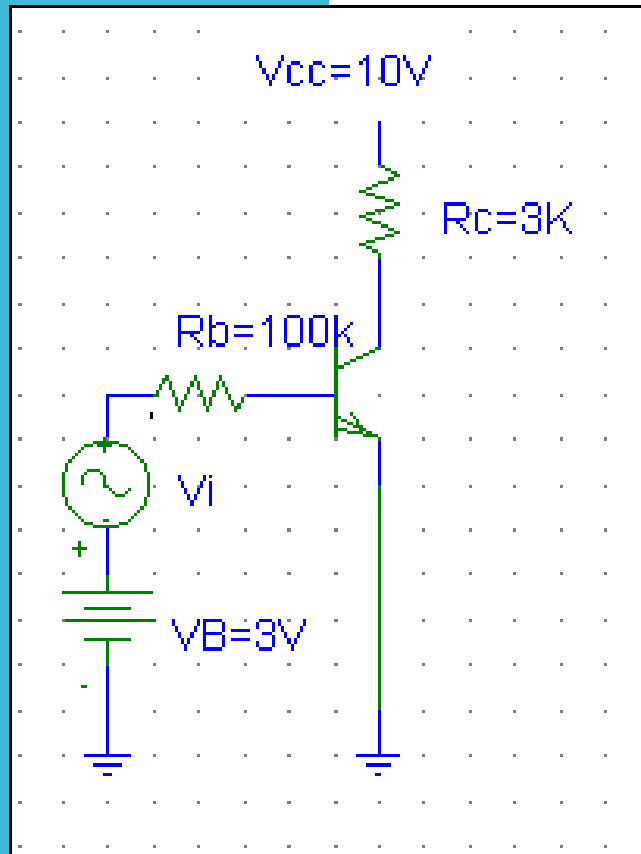 Vcc=10V
Rc=3K
Rb=100k
+
-
Vi
+
VB=3V
-